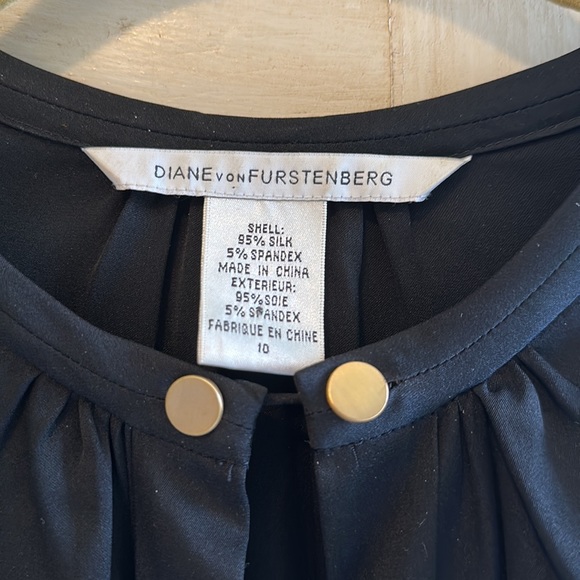 DIANE VON FURSTENBERG
SHELL:
95% SILK
5% SPANDEX
MADE IN CHINA
EXTERIEUR:
95% SOIE
5% SPANDEX
FABRIQUE EN CHINE
10